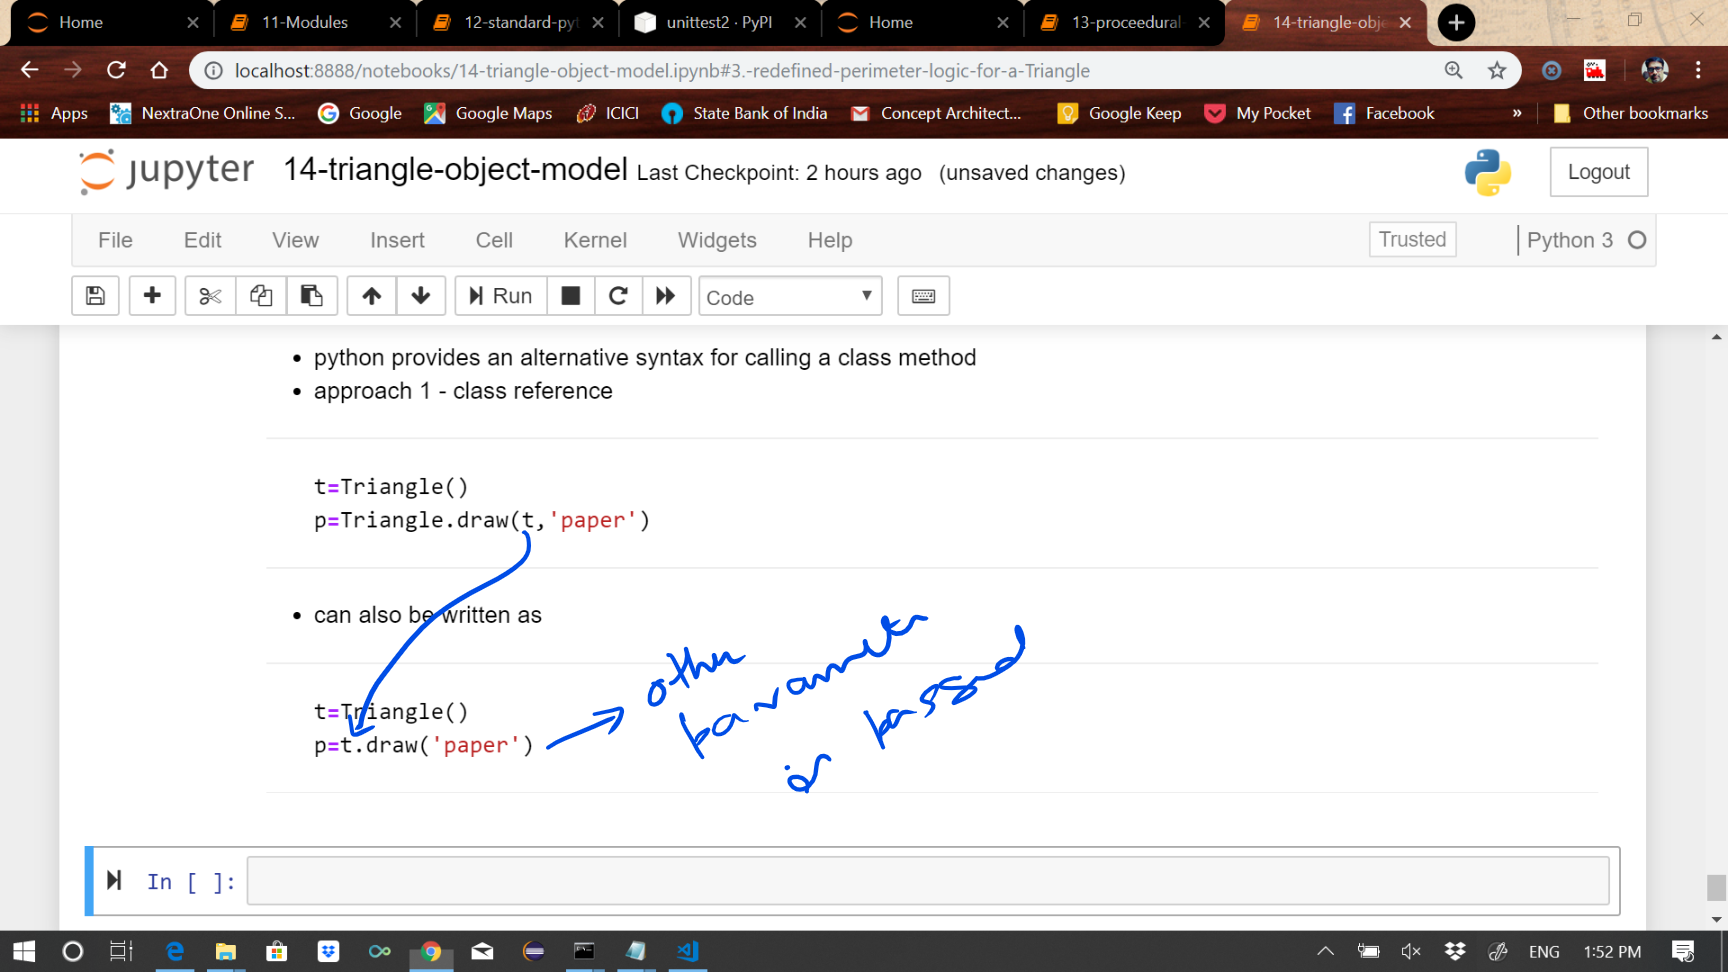 Home
11-Modules
12-standard-pyt
unittest2 · PyPI
Home
13-proceedural-
14-triangle-obje
localhost:8888/notebooks/14-triangle-object-model.ipynb#3.-redefined-perimeter-logic-for-a-Triangle
Apps NextraOne Online S... Google Google Maps ICICI State Bank of India Concept Architect... Google Keep My Pocket Facebook » Other bookmarks
jupyter 14-triangle-object-model Last Checkpoint: 2 hours ago (unsaved changes) Logout
File Edit View Insert Cell Kernel Widgets Help Trusted Python 3
Run Code
• python provides an alternative syntax for calling a class method
• approach 1 - class reference
t=Triangle()
p=Triangle.draw(t,'paper')
• can also be written as
other
parameter
is passed
t=Triangle()
p=t.draw('paper')
In [ ]:
ENG 1:52 PM